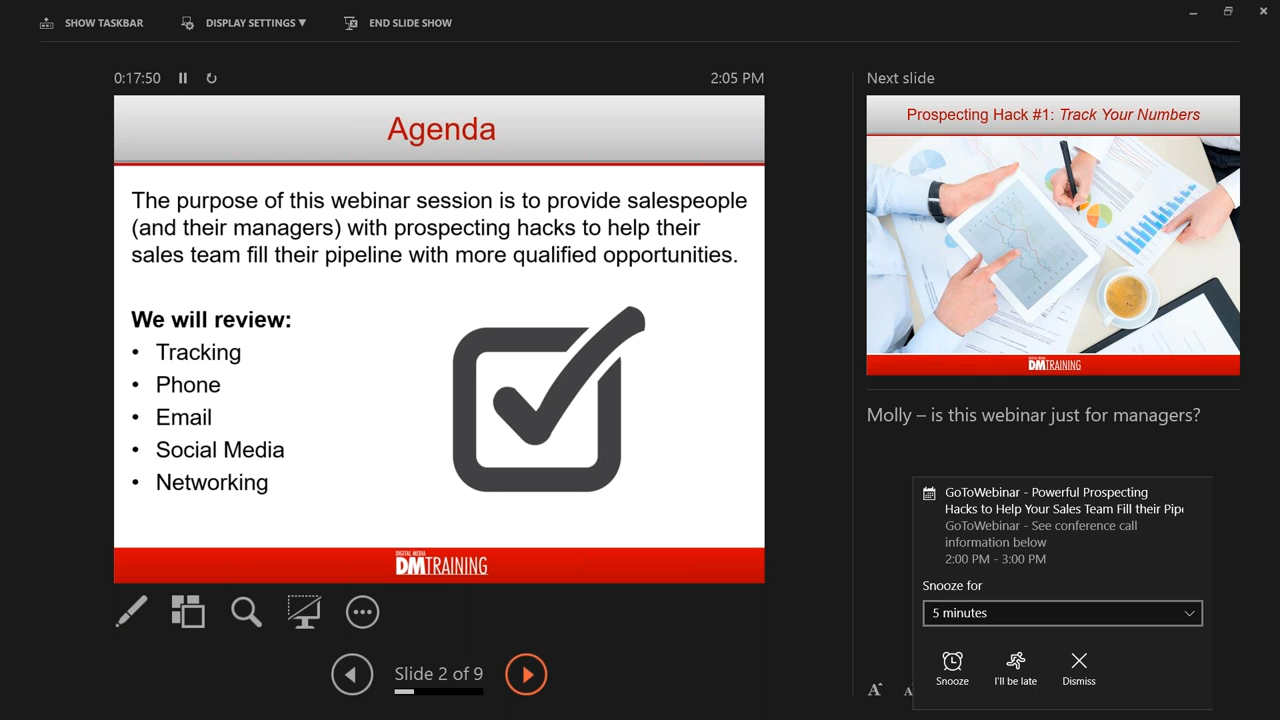 SHOW TASKBAR
DISPLAY SETTINGS ▼
END SLIDE SHOW
0:17:50
2:05 PM
Next slide
Agenda
The purpose of this webinar session is to provide salespeople
(and their managers) with prospecting hacks to help their
sales team fill their pipeline with more qualified opportunities.
We will review:
• Tracking
• Phone
• Email
• Social Media
• Networking
DIGITAL MEDIA
DMTRAINING
Slide 2 of 9
Prospecting Hack #1: Track Your Numbers
DMTRAINING
Molly – is this webinar just for managers?
GoToWebinar - Powerful Prospecting
Hacks to Help Your Sales Team Fill their Pipe
GoToWebinar - See conference call
information below
2:00 PM - 3:00 PM
Snooze for
5 minutes
Snooze
I'll be late
Dismiss
A
A